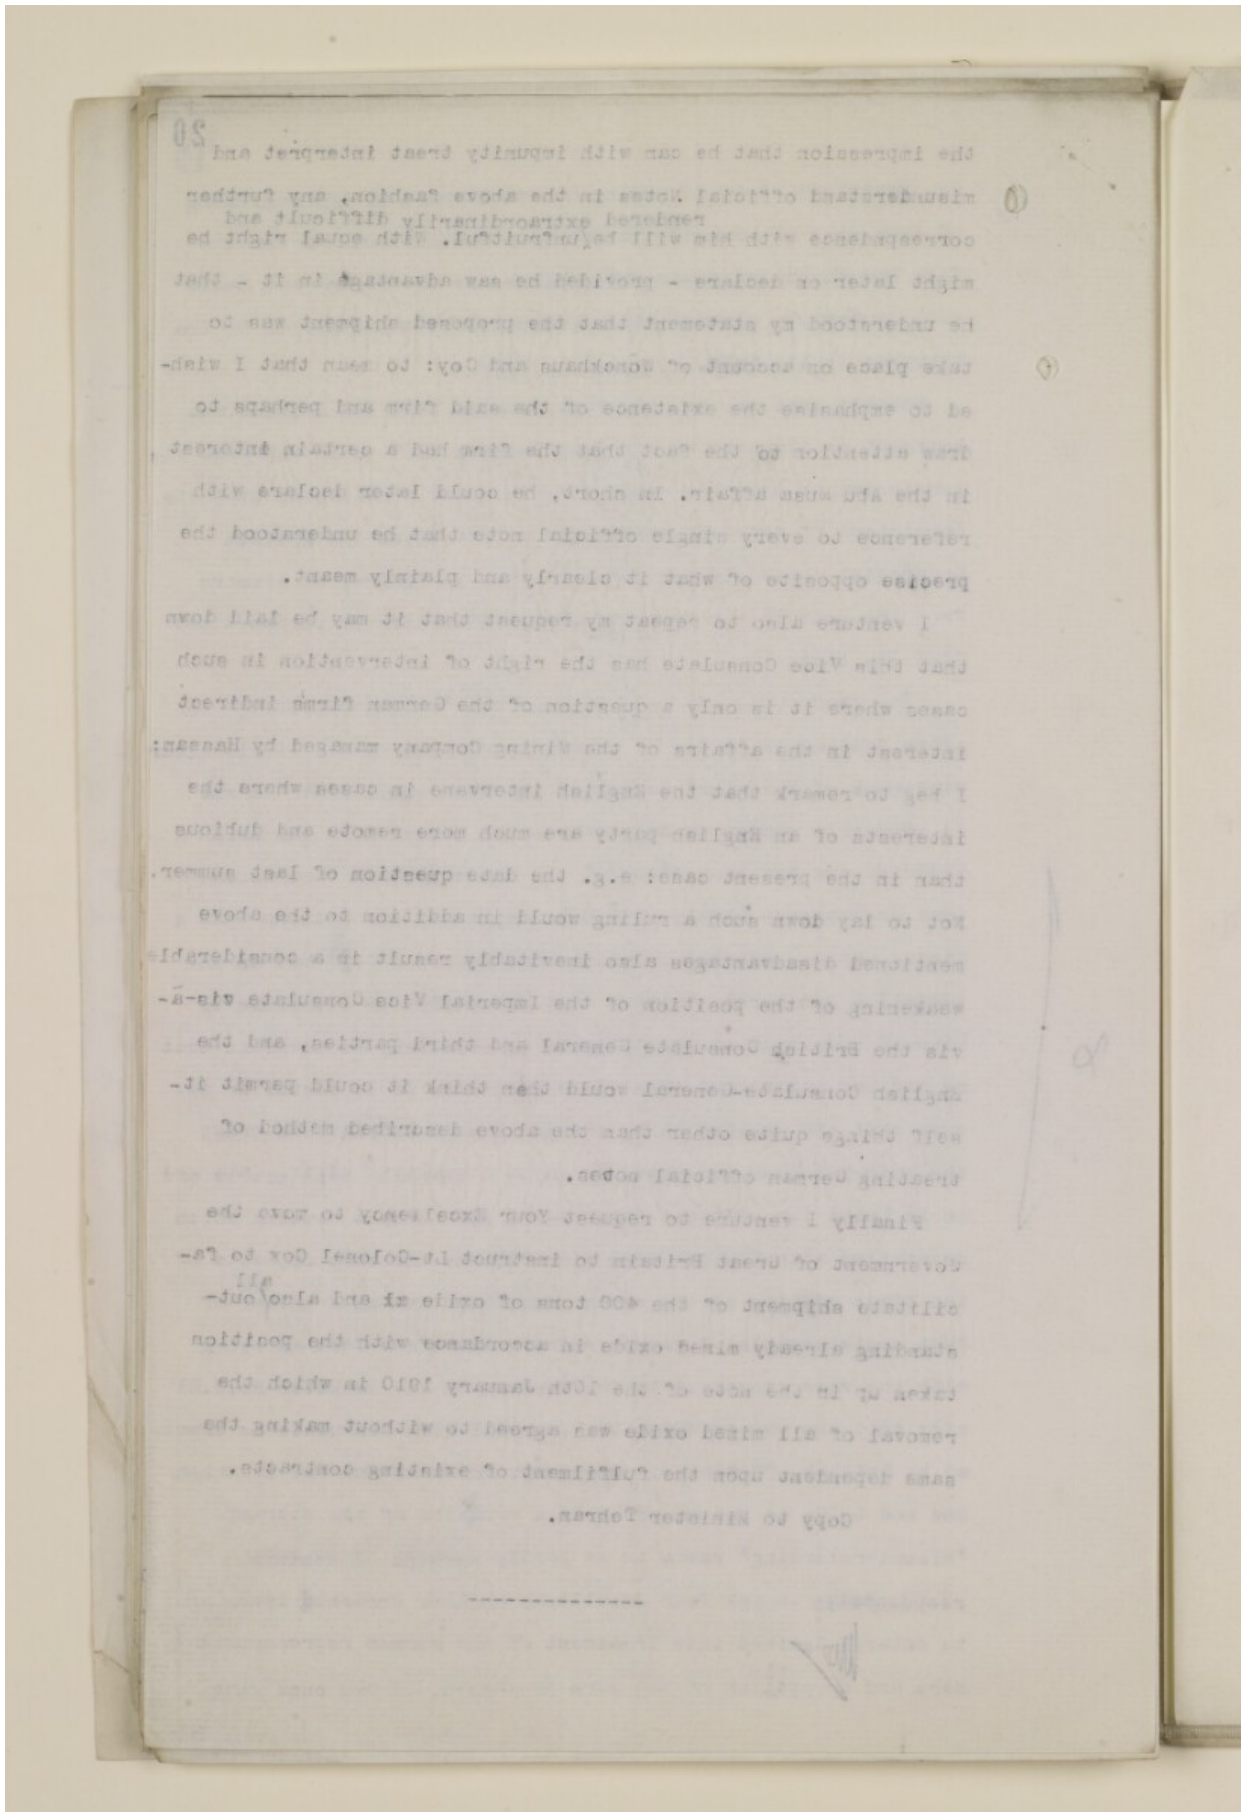 20
the impression that he can with impunity treat interpret and
misunderstand official Notes in the above fashion, any further
rendered extraordinarily difficult and
correspndence with him will be/unfruitful. With equal right he
might later on declare - provided he saw advantage in it - that
he understood my statement that the proposed shipment was to
take place on account of Wonckhaus and Coy: to mean that I wish-
ed to emphasise the existence of the said firm and perhaps to
draw attention to the fact that the firm had a certain interest
in the Abu Musa affair. In short, he could later declare with
reference to every single official note that he understood the
precise opposite of what it clearly and plainly meant.
I venture also to repeat my request that it may be laid down
that this Vice Consulate has the right of intervention in such
cases where it is only a question of the German firms indirect
interest in the affairs of the Mining Company managed by Hassan;
I beg to remark that the English intervene in cases where the
interests of an English party are much more remote and dubious
than in the present case: e.g. the date question of last summer.
Not to lay down such a ruling would in addition to the above
mentioned disadvantages also inevitably result in a considerable
weakening of the position of the Imperial Vice Consulate vis-a-
vis the British Consulate General and third parties, and the
English Consulate-General would then think it could permit it-
self things quite other than the above described method of
treating German official notes.
Finally I venture to request Your Excellency to move the
Government of Great Britain to instruct Lt-Colonel Cox to fa-
all
cilitate shipment of the 400 tons of oxide xx and also/out-
standing already mined oxide in accordance with the position
taken up in the note of the 16th January 1910 in which the
removal of all mined oxide was agreed to without making the
same dependent upon the fulfilment of existing contracts.
Copy to Minister Tehran.
--------------